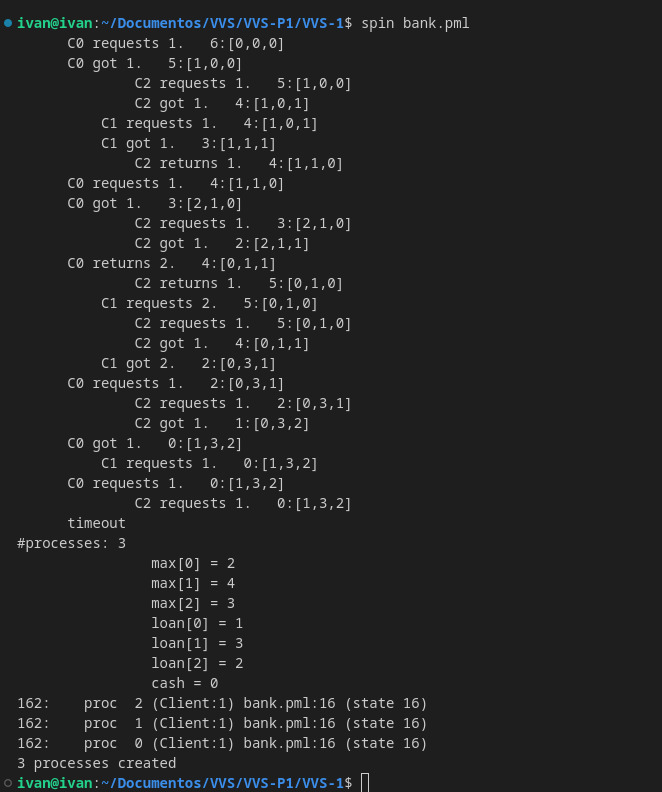 ivan@ivan:~/Documentos/VVS/VVS-P1/VVS-1$ spin bank.pml
C0 requests 1.   6:[0,0,0]
C0 got 1.   5:[1,0,0]
C2 requests 1.   5:[1,0,0]
C2 got 1.   4:[1,0,1]
C1 requests 1.   4:[1,0,1]
C1 got 1.   3:[1,1,1]
C2 returns 1.   4:[1,1,0]
C0 requests 1.   4:[1,1,0]
C0 got 1.   3:[2,1,0]
C2 requests 1.   3:[2,1,0]
C2 got 1.   2:[2,1,1]
C0 returns 2.   4:[0,1,1]
C2 returns 1.   5:[0,1,0]
C1 requests 2.   5:[0,1,0]
C2 requests 1.   5:[0,1,0]
C2 got 1.   4:[0,1,1]
C1 got 2.   2:[0,3,1]
C0 requests 1.   2:[0,3,1]
C2 requests 1.   2:[0,3,1]
C2 got 1.   1:[0,3,2]
C0 got 1.   0:[1,3,2]
C1 requests 1.   0:[1,3,2]
C0 requests 1.   0:[1,3,2]
C2 requests 1.   0:[1,3,2]
timeout
#processes: 3
max[0] = 2
max[1] = 4
max[2] = 3
loan[0] = 1
loan[1] = 3
loan[2] = 2
cash = 0
162:    proc  2 (Client:1) bank.pml:16 (state 16)
162:    proc  1 (Client:1) bank.pml:16 (state 16)
162:    proc  0 (Client:1) bank.pml:16 (state 16)
3 processes created
ivan@ivan:~/Documentos/VVS/VVS-P1/VVS-1$